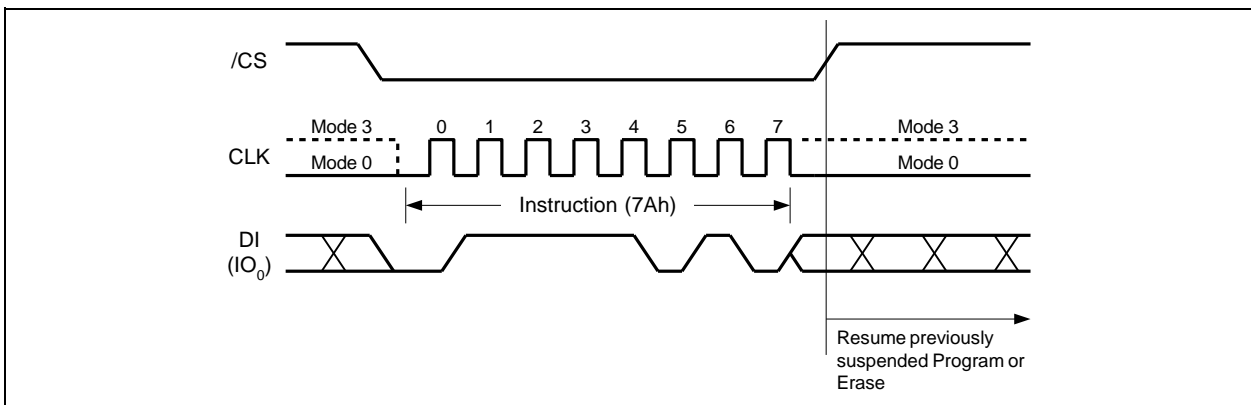 /CS
Mode 3 0 1 2 3 4 5 6 7 Mode 3
CLK
Mode 0 Mode 0
Instruction (7Ah)
DI
(IO0)
Resume previously
suspended Program or
Erase